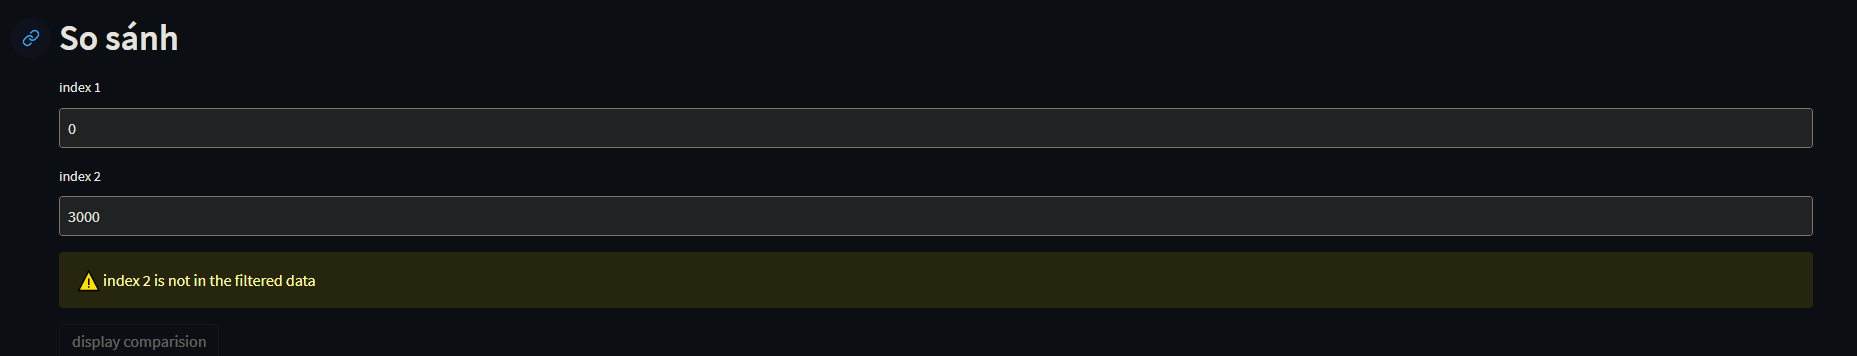 So sánh
index 1
0
index 2
3000
index 2 is not in the filtered data
display comparision